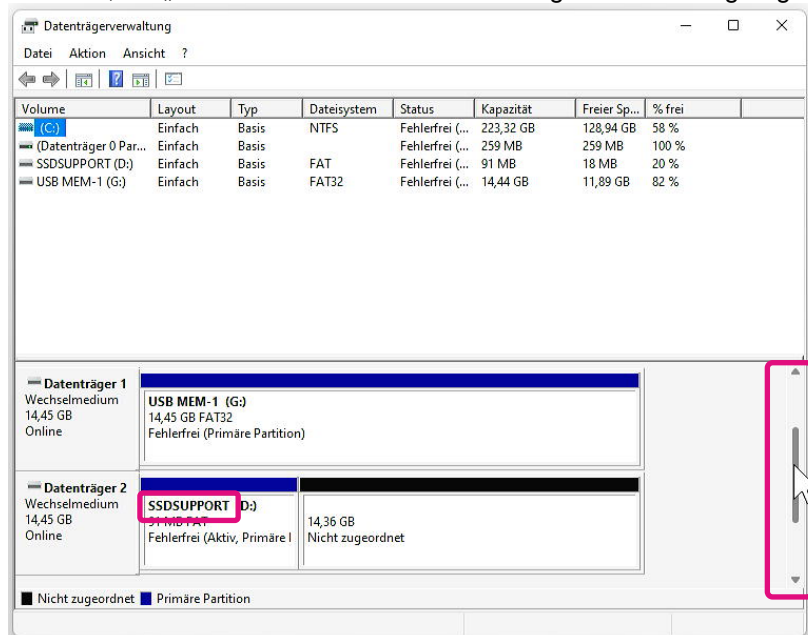 Datenträgerverwaltung
Datei Aktion Ansicht ?
Volume Layout Typ Dateisystem Status Kapazität Freier Sp... % frei
(C:) Einfach Basis NTFS Fehlerfrei (... 223,32 GB 128,94 GB 58 %
(Datenträger 0 Par... Einfach Basis Fehlerfrei (... 259 MB 259 MB 100 %
SSDSUPPORT (D:) Einfach Basis FAT Fehlerfrei (... 91 MB 18 MB 20 %
USB MEM-1 (G:) Einfach Basis FAT32 Fehlerfrei (... 14,44 GB 11,89 GB 82 %
Datenträger 1
Wechselmedium
14,45 GB
Online
USB MEM-1 (G:)
14,45 GB FAT32
Fehlerfrei (Primäre Partition)
Datenträger 2
Wechselmedium
14,45 GB
Online
SSDSUPPORT D:)
91 MB FAT
Fehlerfrei (Aktiv, Primäre
14,36 GB
Nicht zugeordnet
Nicht zugeordnet Primäre Partition